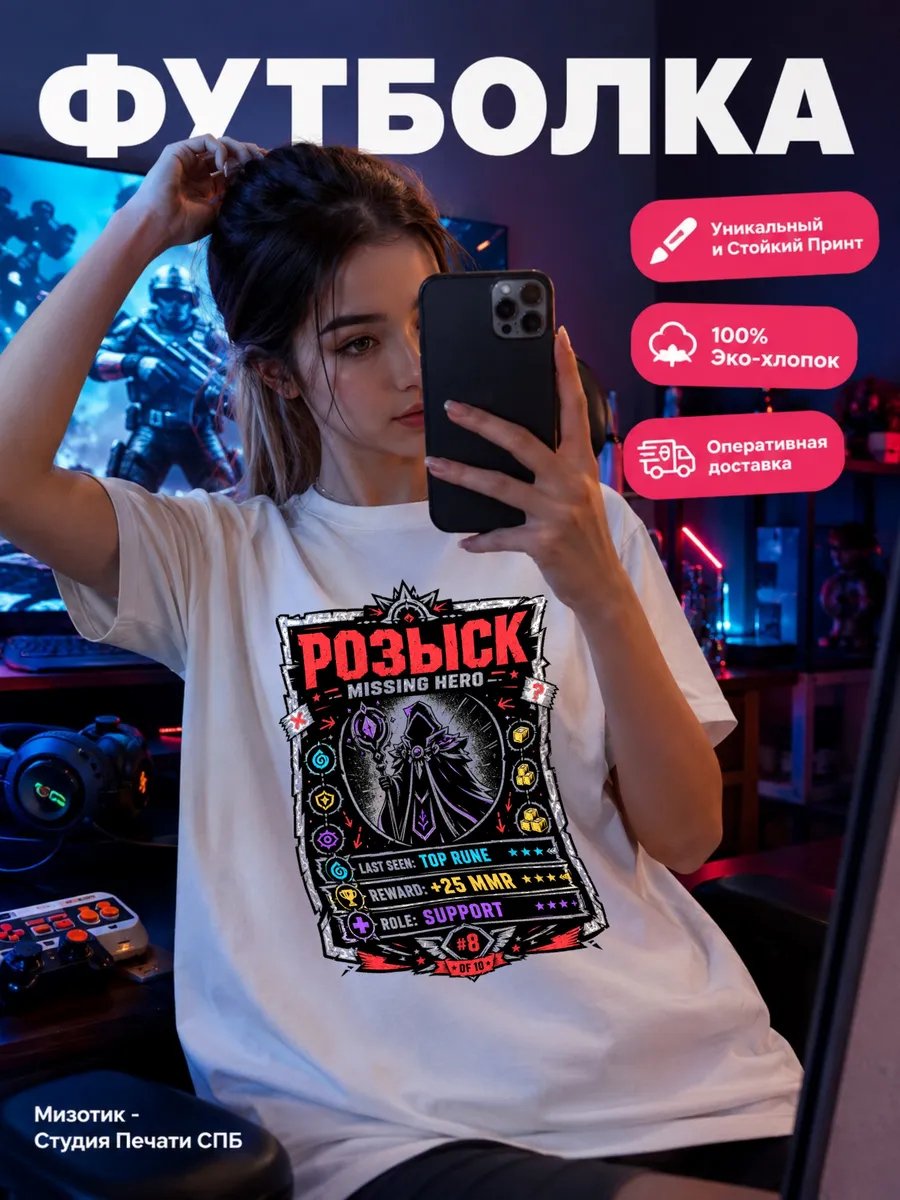 ФУТБОЛКА
Уникальный
и Стойкий Принт
100%
Эко-хлопок
Оперативная
доставка
РОЗЫСК
MISSING HERO
?
LAST SEEN: TOP RUNE
REWARD: +25 MMR
ROLE: SUPPORT
#8
OF 10
Мизотик -
Студия Печати СПБ